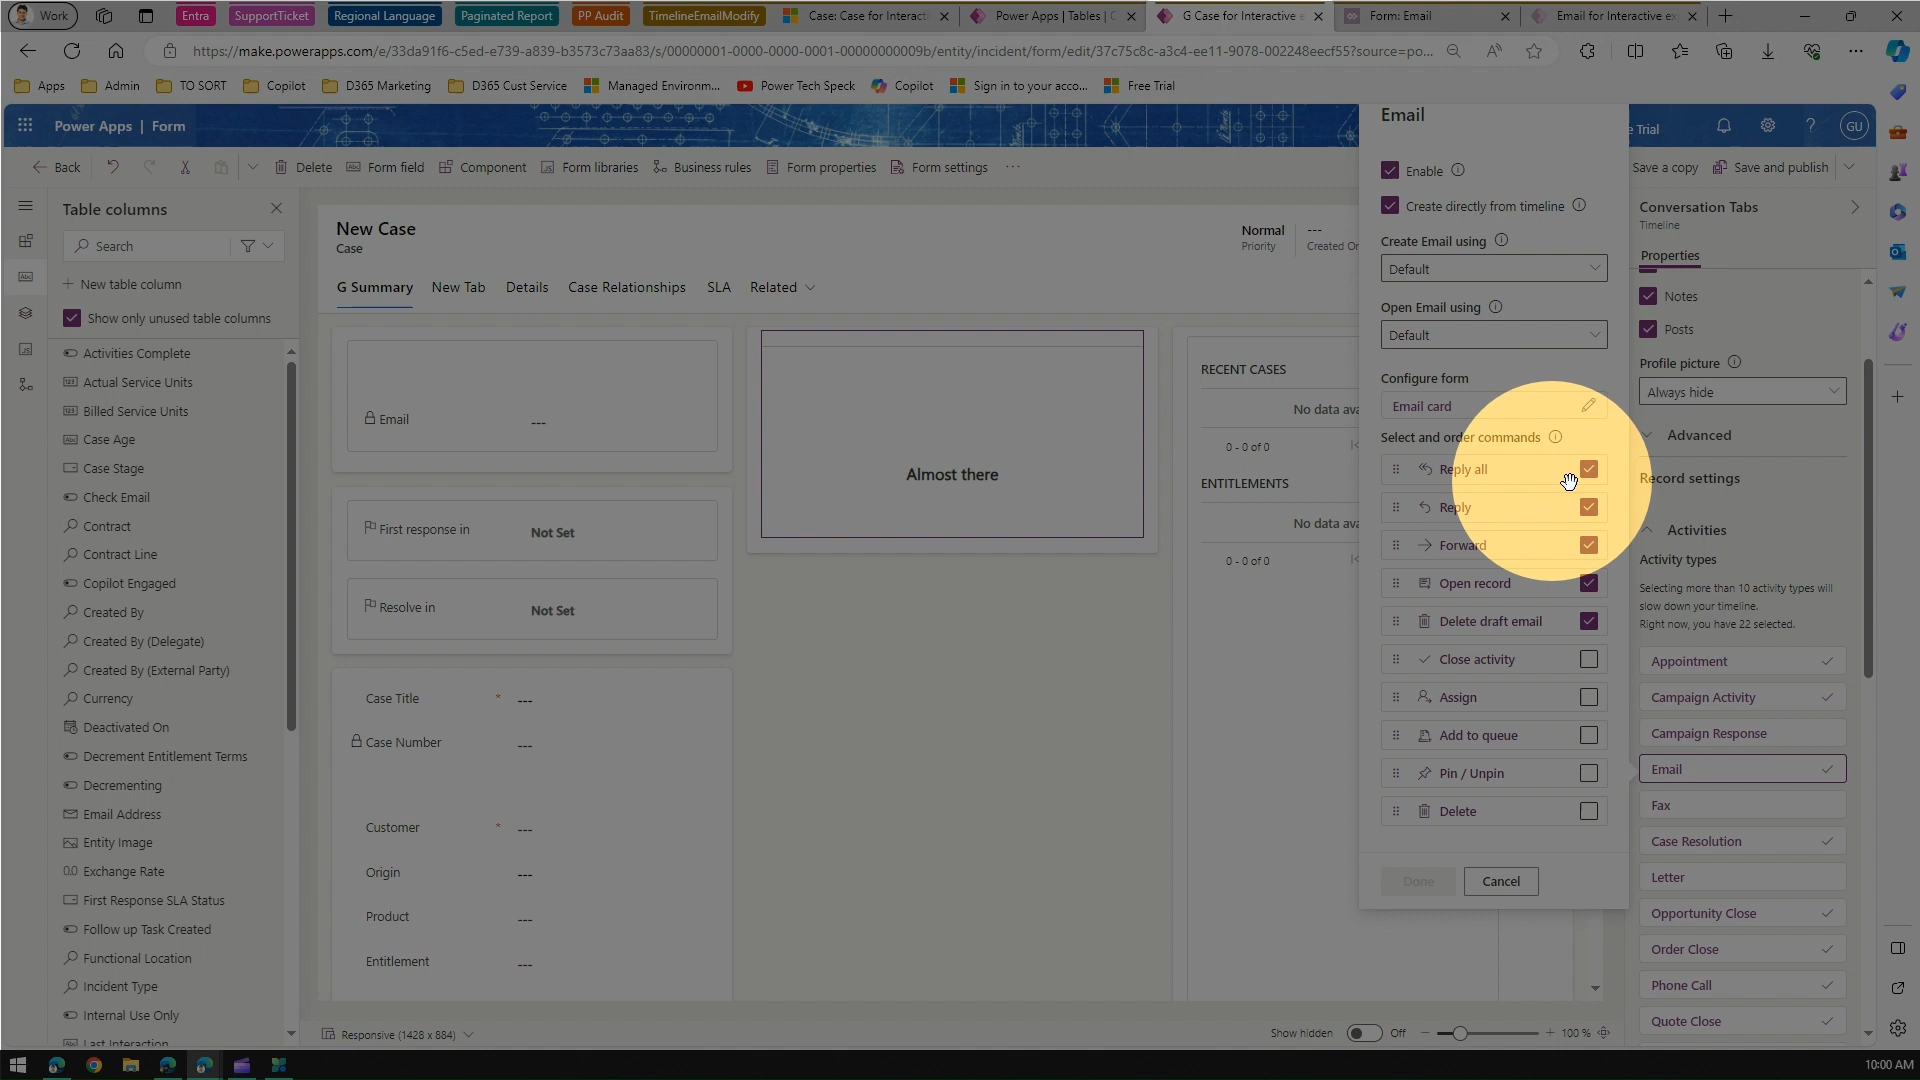 Work
Entra
SupportTicket
Regional Language
Paginated Report
PP Audit
TimelineEmailModify
Case: Case for Interacti
Power Apps | Tables | C
G Case for Interactive e
Form: Email
Email for Interactive ex
https://make.powerapps.com/e/33da91f6-c5ed-e739-a839-b3573c73aa83/s/00000001-0000-0000-0001-00000000009b/entity/incident/form/edit/37c75c8c-a3c4-ee11-9078-002248eecf55?source=po...
Apps
Admin
TO SORT
Copilot
D365 Marketing
D365 Cust Service
Managed Environm...
Power Tech Speck
Copilot
Sign in to your acco...
Free Trial
Power Apps | Form
e Trial
GU
Back
Delete
Form field
Component
Form libraries
Business rules
Form properties
Form settings
Save a copy
Save and publish
Table columns
Search
New table column
Show only unused table columns
Activities Complete
Actual Service Units
Billed Service Units
Case Age
Case Stage
Check Email
Contract
Contract Line
Copilot Engaged
Created By
Created By (Delegate)
Created By (External Party)
Currency
Deactivated On
Decrement Entitlement Terms
Decrementing
Email Address
Entity Image
Exchange Rate
First Response SLA Status
Follow up Task Created
Functional Location
Incident Type
Internal Use Only
Last Interaction
New Case
Case
Normal
Priority
---
Created On
G Summary
New Tab
Details
Case Relationships
SLA
Related
Email
---
First response in
Not Set
Resolve in
Not Set
Case Title
*
---
Case Number
---
Customer
*
---
Origin
---
Product
---
Entitlement
---
Almost there
RECENT CASES
No data ava
0 - 0 of 0
ENTITLEMENTS
No data ava
0 - 0 of 0
Responsive (1428 x 884)
Show hidden
Off
100 %
Email
Enable
Create directly from timeline
Create Email using
Default
Open Email using
Default
Configure form
Email card
Select and order commands
Reply all
Reply
Forward
Open record
Delete draft email
Close activity
Assign
Add to queue
Pin / Unpin
Delete
Done
Cancel
Conversation Tabs
Timeline
Properties
Notes
Posts
Profile picture
Always hide
Advanced
Record settings
Activities
Activity types
Selecting more than 10 activity types will
slow down your timeline.
Right now, you have 22 selected.
Appointment
Campaign Activity
Campaign Response
Email
Fax
Case Resolution
Letter
Opportunity Close
Order Close
Phone Call
Quote Close
10:00 AM